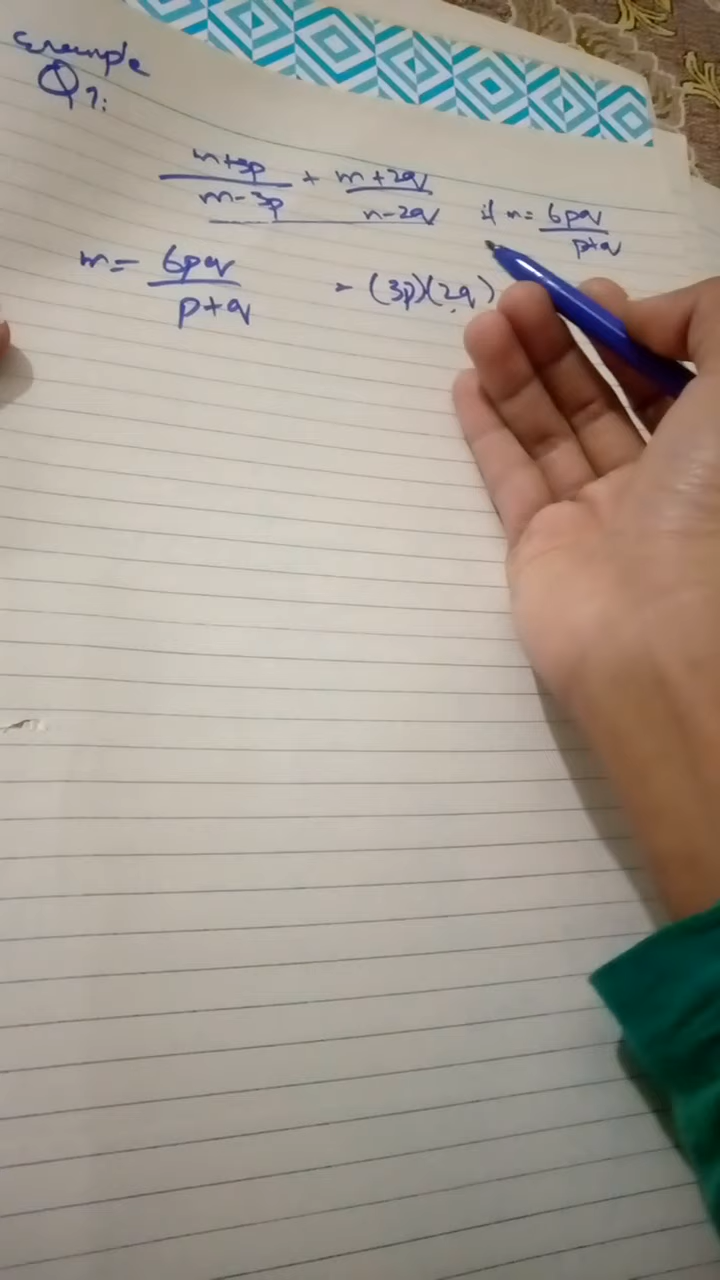 Example
Q7:
m+3p/m-3p + m+2q/n-2q if m = 6pq/p+q
m = 6pq/p+q = (3p)(2q)